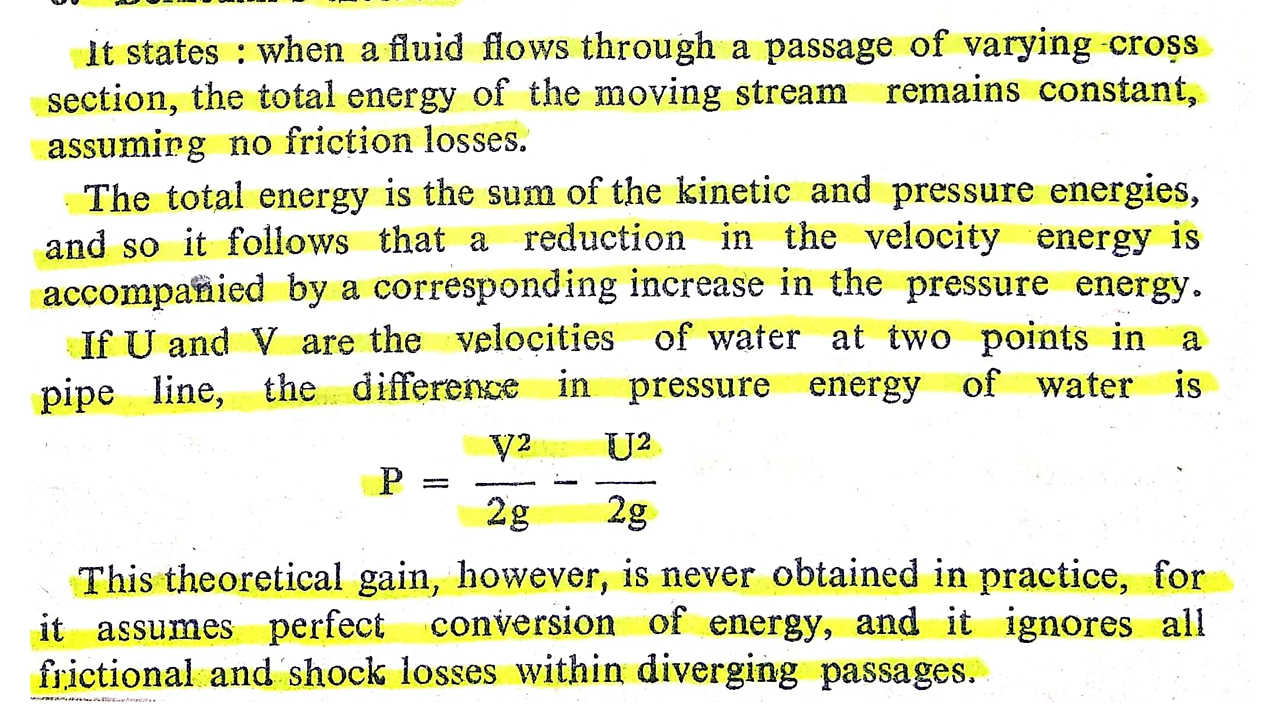 It states : when a fluid flows through a passage of varying cross
section, the total energy of the moving stream remains constant,
assuming no friction losses.
The total energy is the sum of the kinetic and pressure energies,
and so it follows that a reduction in the velocity energy is
accompanied by a corresponding increase in the pressure energy.
If U and V are the velocities of water at two points in a
pipe line, the difference in pressure energy of water is
P = V²/2g – U²/2g
This theoretical gain, however, is never obtained in practice, for
it assumes perfect conversion of energy, and it ignores all
frictional and shock losses within diverging passages.